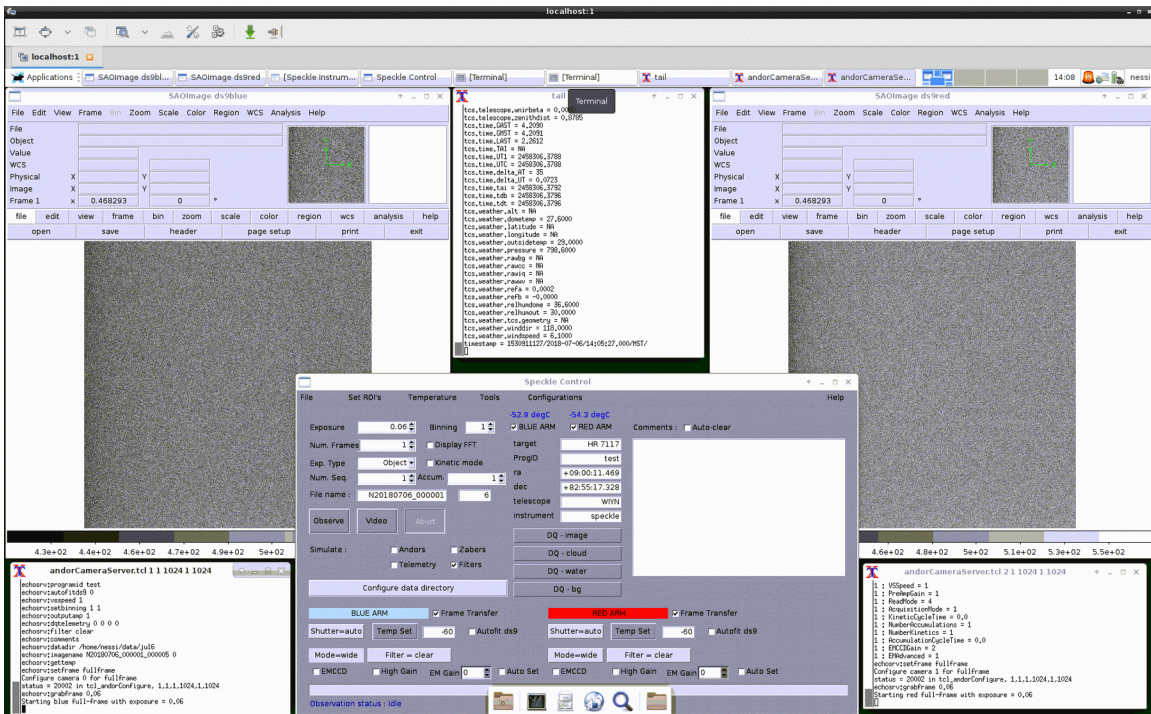 localhost:1
localhost:1
Applications SAOImage ds9bl... SAOImage ds9red [Speckle Instrum... Speckle Control [Terminal] [Terminal] tail andorCameraSe... andorCameraSe... 14:08 nessi
SAOImage ds9blue
File Edit View Frame Bin Zoom Scale Color Region WCS Analysis Help
File
Object
Value
WCS
Physical X Y
Image X Y
Frame 1 x 0.468293 0 °
file edit view frame bin zoom scale color region wcs analysis help
open save header page setup print exit
4.3e+02 4.4e+02 4.6e+02 4.7e+02 4.9e+02 5e+02
tail
Terminal
tcs.telescope.wnirbeta = 0.000
tcs.telescope.zenithdist = 0.8785
tcs.time.GAST = 4.2090
tcs.time.GMST = 4.2091
tcs.time.LAST = 2.2612
tcs.time.TAI = NA
tcs.time.UT1 = 2458306.3788
tcs.time.UTC = 2458306.3788
tcs.time.delta_AT = 35
tcs.time.delta_UT = 0.0723
tcs.time.tai = 2458306.3792
tcs.time.tdb = 2458306.3796
tcs.time.tdt = 2458306.3796
tcs.weather.alt = NA
tcs.weather.dometemp = 27.6000
tcs.weather.latitude = NA
tcs.weather.longitude = NA
tcs.weather.outsidetemp = 29.0000
tcs.weather.pressure = 798.6000
tcs.weather.rawbg = NA
tcs.weather.rawcc = NA
tcs.weather.rawiq = NA
tcs.weather.rawwv = NA
tcs.weather.refa = 0.0002
tcs.weather.refb = -0.0000
tcs.weather.relhumdome = 36.6000
tcs.weather.relhumout = 30.0000
tcs.weather.tcs.geometry = NA
tcs.weather.winddir = 118.0000
tcs.weather.windspeed = 6.1000
timestamp = 1530911127/2018-07-06/14:05:27.000/MST/
SAOImage ds9red
File Edit View Frame Bin Zoom Scale Color Region WCS Analysis Help
File
Object
Value
WCS
Physical X Y
Image X Y
Frame 1 x 0.468293 0 °
file edit view frame bin zoom scale color region wcs analysis help
open save header page setup print exit
4.6e+02 4.8e+02 5e+02 5.1e+02 5.3e+02 5.5e+02
Speckle Control
File Set ROI's Temperature Tools Configurations Help
-52.9 degC -54.3 degC
Exposure 0.06 Binning 1 BLUE ARM RED ARM Comments : Auto-clear
Num. Frames 1 Display FFT target HR 7117
Exp. Type Object Kinetic mode ProgID test
Num. Seq. 1 Accum. 1 ra +09:00:11.469
File name : N20180706_000001 6 dec +82:55:17.328
telescope WIYN
Observe Video Abort instrument speckle
DQ - image
Simulate : Andors Zabers DQ - cloud
Telemetry Filters DQ - water
Configure data directory DQ - bg
BLUE ARM Frame Transfer RED ARM Frame Transfer
Shutter=auto Temp Set -60 Autofit ds9 Shutter=auto Temp Set -60 Autofit ds9
Mode=wide Filter = clear Mode=wide Filter = clear
EMCCD High Gain EM Gain 0 Auto Set EMCCD High Gain EM Gain 0 Auto Set
Observation status : Idle
andorCameraServer.tcl 1 1 1024 1 1024
echosrv:programid test
echosrv:autofitds9 0
echosrv:vsspeed 1
echosrv:setbinning 1 1
echosrv:outputamp 1
echosrv:dqtelemetry 0 0 0 0
echosrv:filter clear
echosrv:comments
echosrv:datadir /home/nessi/data/jul6
echosrv:imagename N20180706_000001_000005 0
echosrv:gettemp
echosrv:setframe fullframe
Configure camera 0 for fullframe
status = 20002 in tcl_andorConfigure, 1,1,1,1024,1,1024
echosrv:grabframe 0.06
Starting blue full-frame with exposure = 0.06
andorCameraServer.tcl 2 1 1024 1 1024
1 : VSSpeed = 1
1 : PreAmpGain = 1
1 : ReadMode = 4
1 : AcquisitionMode = 1
1 : KineticCycleTime = 0.0
1 : NumberAccumulations = 1
1 : NumberKinetics = 1
1 : AccumulationCycleTime = 0.0
1 : EMCCDGain = 2
1 : EMAdvanced = 1
echosrv:setframe fullframe
Configure camera 1 for fullframe
status = 20002 in tcl_andorConfigure, 1,1,1,1024,1,1024
echosrv:grabframe 0.06
Starting red full-frame with exposure = 0.06